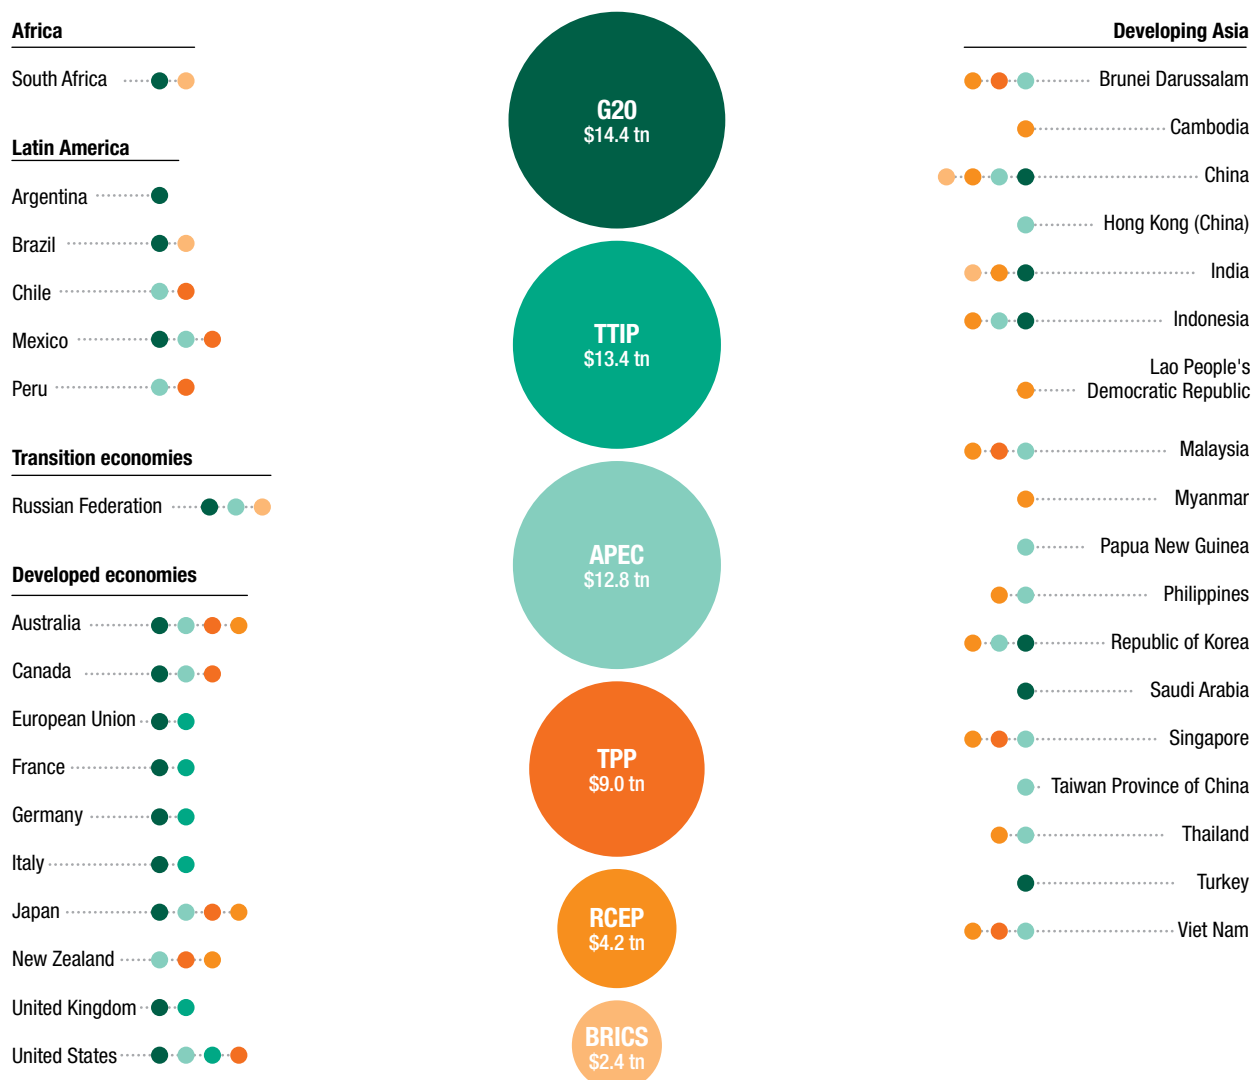 Africa
South Africa
Latin America
Argentina
Brazil
Chile
Mexico
Peru
Transition economies
Russian Federation
Developed economies
Australia
Canada
European Union
France
Germany
Italy
Japan
New Zealand
United Kingdom
United States
G20
$14.4 tn
TTIP
$13.4 tn
APEC
$12.8 tn
TPP
$9.0 tn
RCEP
$4.2 tn
BRICS
$2.4 tn
Developing Asia
Brunei Darussalam
Cambodia
China
Hong Kong (China)
India
Indonesia
Lao People's
Democratic Republic
Malaysia
Myanmar
Papua New Guinea
Philippines
Republic of Korea
Saudi Arabia
Singapore
Taiwan Province of China
Thailand
Turkey
Viet Nam